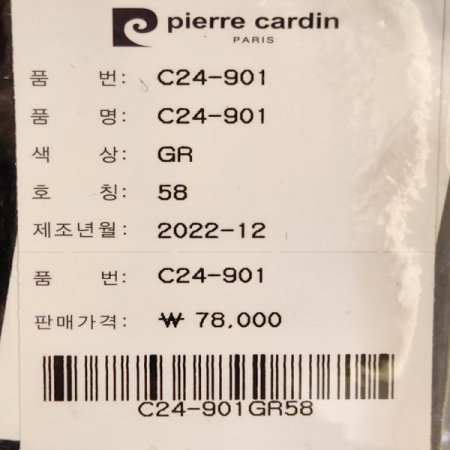 pierre cardin
PARIS
품 번: C24-901
품 명: C24-901
색 상: GR
호 칭: 58
제조년월: 2022-12
품 번: C24-901
판매가격: ₩ 78,000
C24-901GR58